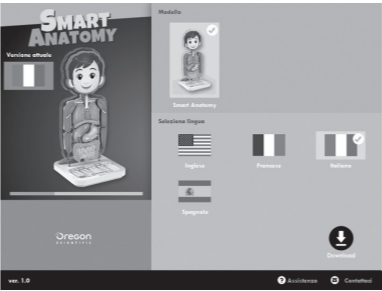 SMART
ANATOMY
Versione attuale
Oregon
SCIENTIFIC
Modello
Smart Anatomy
Selezione lingua
Inglese
Francese
Italiano
Spagnolo
Download
ver. 1.0
Assistenza
Contattaci